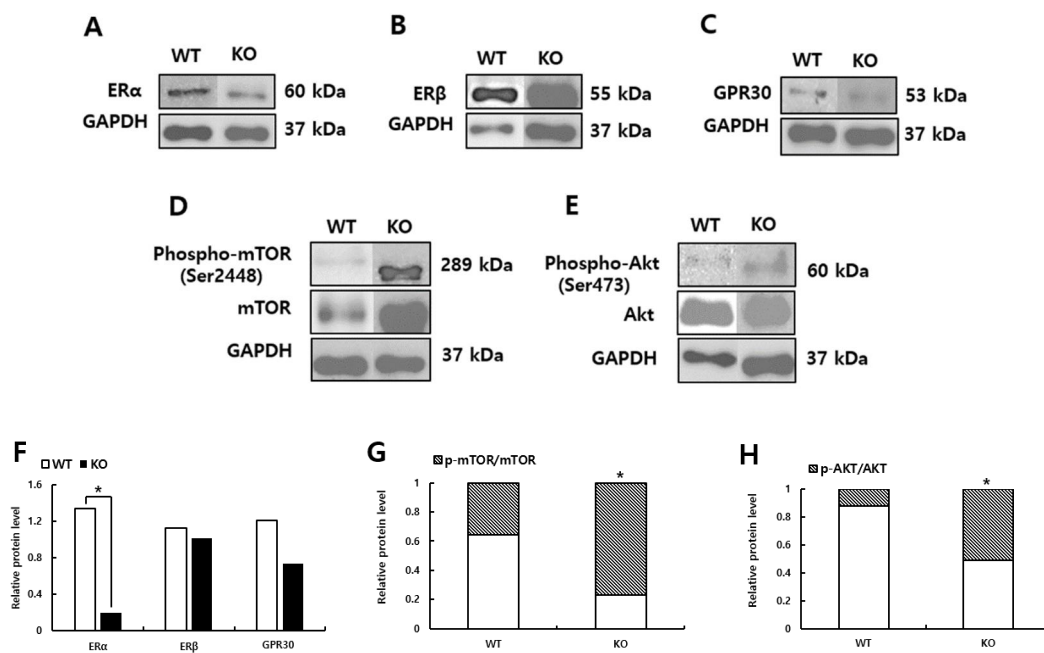 A
WT KO
ERα 60 kDa
GAPDH 37 kDa
B
WT KO
ERβ 55 kDa
GAPDH 37 kDa
C
WT KO
GPR30 53 kDa
GAPDH 37 kDa
D
WT KO
Phospho-mTOR
(Ser2448) 289 kDa
mTOR
GAPDH 37 kDa
E
WT KO
Phospho-Akt
(Ser473) 60 kDa
Akt
GAPDH 37 kDa
F
WT KO
Relative protein level
1.6
1.2
0.8
0.4
0
*
ERα ERβ GPR30
G
p-mTOR/mTOR
Relative protein level
1
0.8
0.6
0.4
0.2
0
*
WT KO
H
p-AKT/AKT
Relative protein level
1
0.8
0.6
0.4
0.2
0
*
WT KO